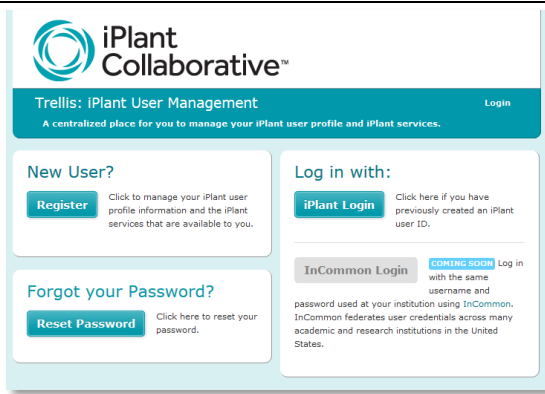 iPlant
Collaborative™
Trellis: iPlant User Management
Login
A centralized place for you to manage your iPlant user profile and iPlant services.
New User?
Register
Click to manage your iPlant user
profile information and the iPlant
services that are available to you.
Forgot your Password?
Reset Password
Click here to reset your
password.
Log in with:
iPlant Login
Click here if you have
previously created an iPlant
user ID.
InCommon Login
COMING SOON Log in
with the same
username and
password used at your institution using InCommon.
InCommon federates user credentials across many
academic and research institutions in the United
States.